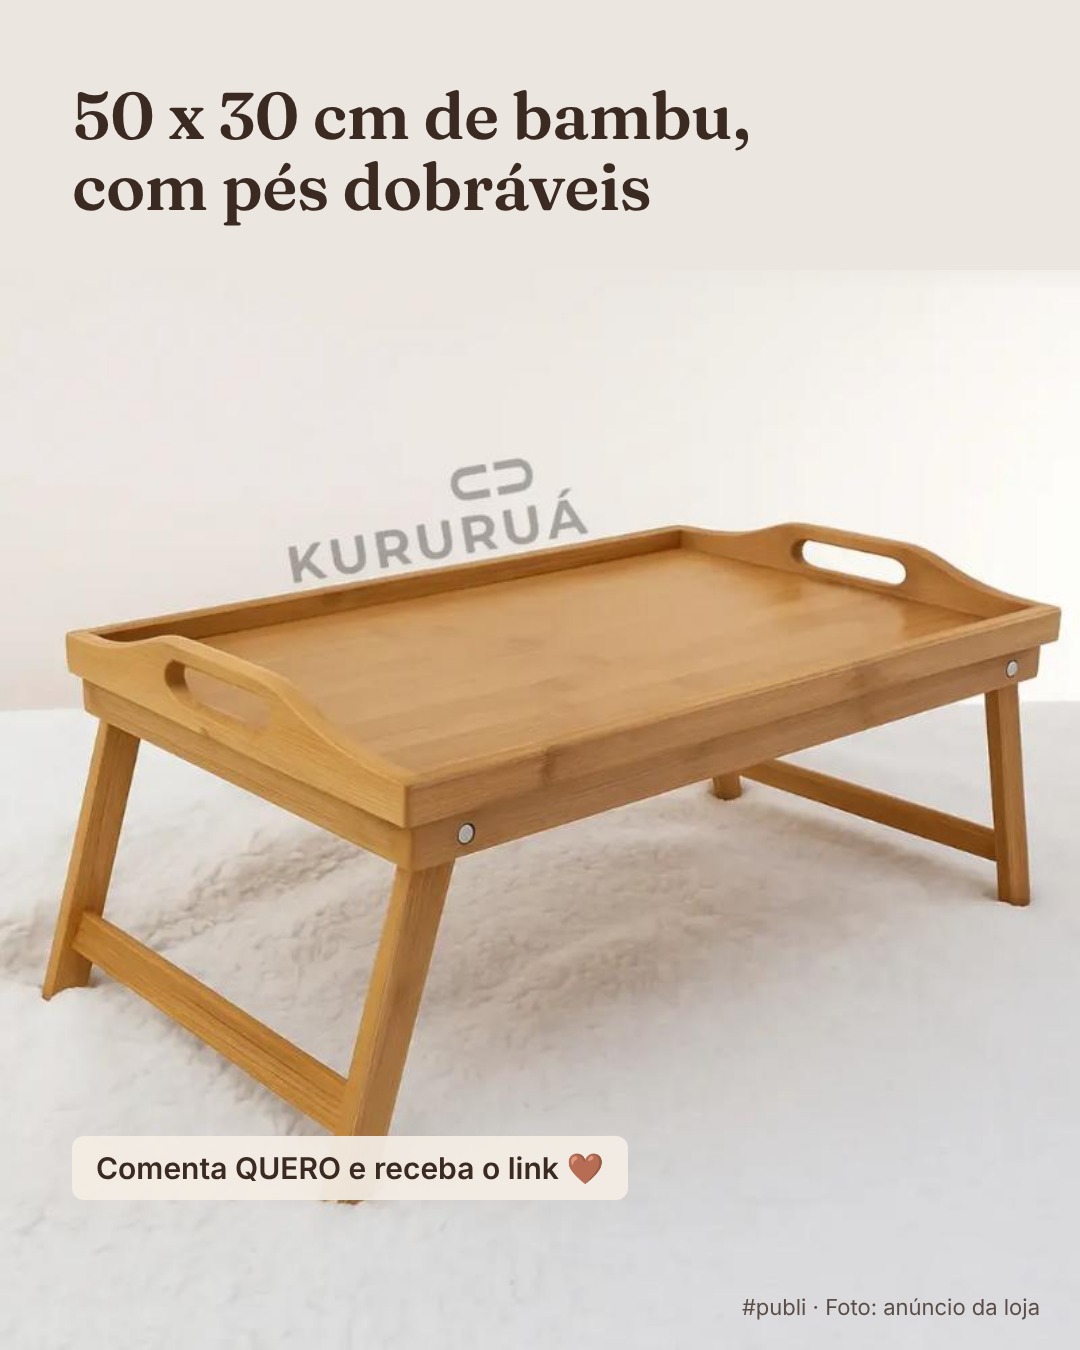 50 x 30 cm de bambu,
com pés dobráveis
KURURUÁ
Comenta QUERO e receba o link 🤎
#publi · Foto: anúncio da loja